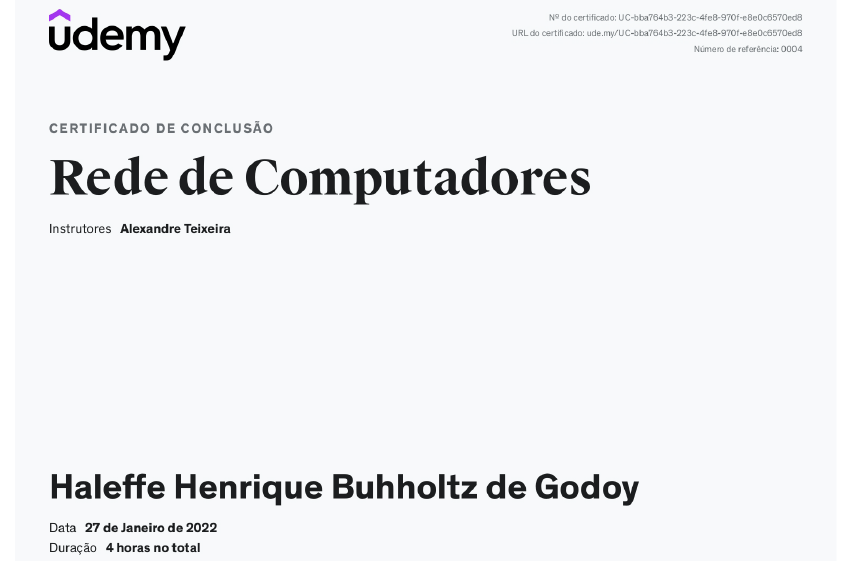 udemy
Nº do certificado: UC-bba764b3-223c-4fe8-970f-e8e0c6570ed8
URL do certificado: ude.my/UC-bba764b3-223c-4fe8-970f-e8e0c6570ed8
Número de referência: 0004
CERTIFICADO DE CONCLUSÃO
Rede de Computadores
Instrutores Alexandre Teixeira
Haleffe Henrique Buhholtz de Godoy
Data 27 de Janeiro de 2022
Duração 4 horas no total